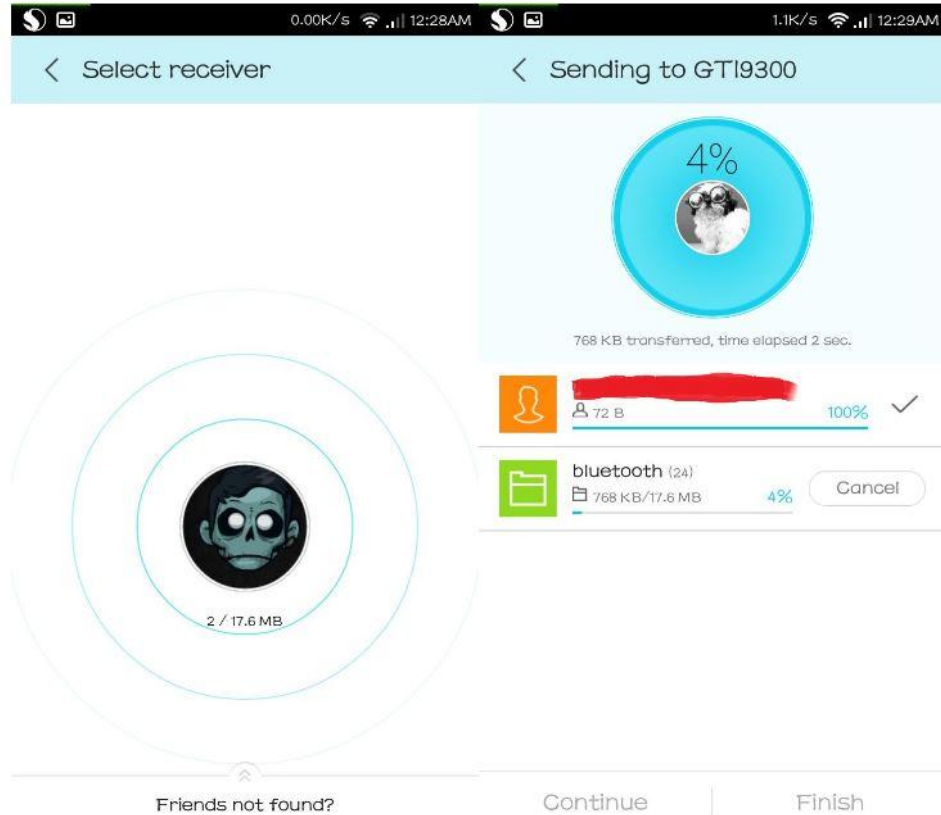 0.00K/s 12:28AM
Select receiver
2 / 17.6 MB
Friends not found?
1.1K/s 12:29AM
Sending to GTI9300
4%
768 KB transferred, time elapsed 2 sec.
72 B 100%
bluetooth (24)
768 KB/17.6 MB 4% Cancel
Continue Finish